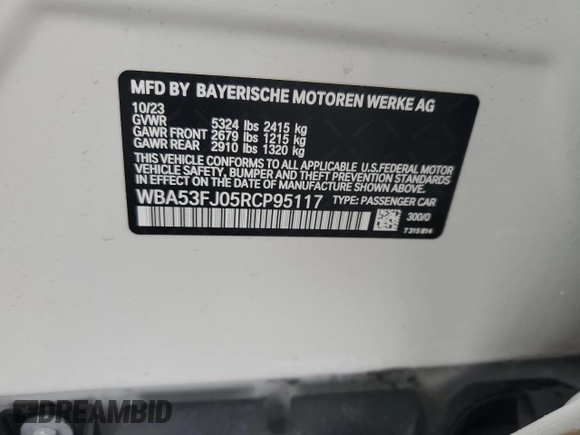 MFD BY BAYERISCHE MOTOREN WERKE AG
10/23
GVWR 5324 lbs 2415 kg
GAWR FRONT 2679 lbs 1215 kg
GAWR REAR 2910 lbs 1320 kg
THIS VEHICLE CONFORMS TO ALL APPLICABLE U.S.FEDERAL MOTOR
VEHICLE SAFETY, BUMPER AND THEFT PREVENTION STANDARDS
IN EFFECT ON THE DATE OF MANUFACTURE SHOWN ABOVE.
WBA53FJ05RCP95117 TYPE: PASSENGER CAR
300/0
7 315 814
DREAMBID